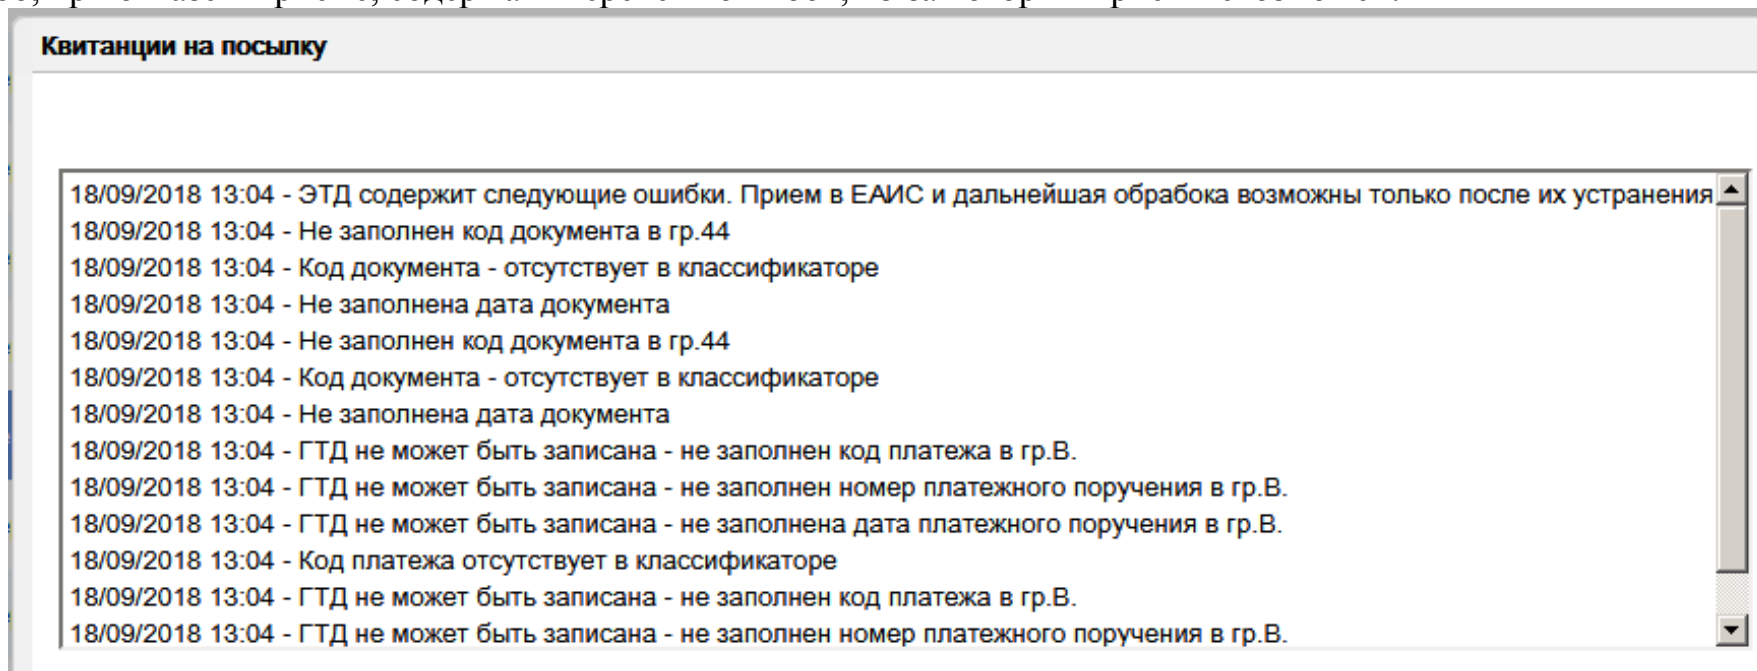 Квитанции на посылку
18/09/2018 13:04 - ЭТД содержит следующие ошибки. Прием в ЕАИС и дальнейшая обрабока возможны только после их устранения
18/09/2018 13:04 - Не заполнен код документа в гр.44
18/09/2018 13:04 - Код документа - отсутствует в классификаторе
18/09/2018 13:04 - Не заполнена дата документа
18/09/2018 13:04 - Не заполнен код документа в гр.44
18/09/2018 13:04 - Код документа - отсутствует в классификаторе
18/09/2018 13:04 - Не заполнена дата документа
18/09/2018 13:04 - ГТД не может быть записана - не заполнен код платежа в гр.В.
18/09/2018 13:04 - ГТД не может быть записана - не заполнен номер платежного поручения в гр.В.
18/09/2018 13:04 - ГТД не может быть записана - не заполнена дата платежного поручения в гр.В.
18/09/2018 13:04 - Код платежа отсутствует в классификаторе
18/09/2018 13:04 - ГТД не может быть записана - не заполнен код платежа в гр.В.
18/09/2018 13:04 - ГТД не может быть записана - не заполнен номер платежного поручения в гр.В.